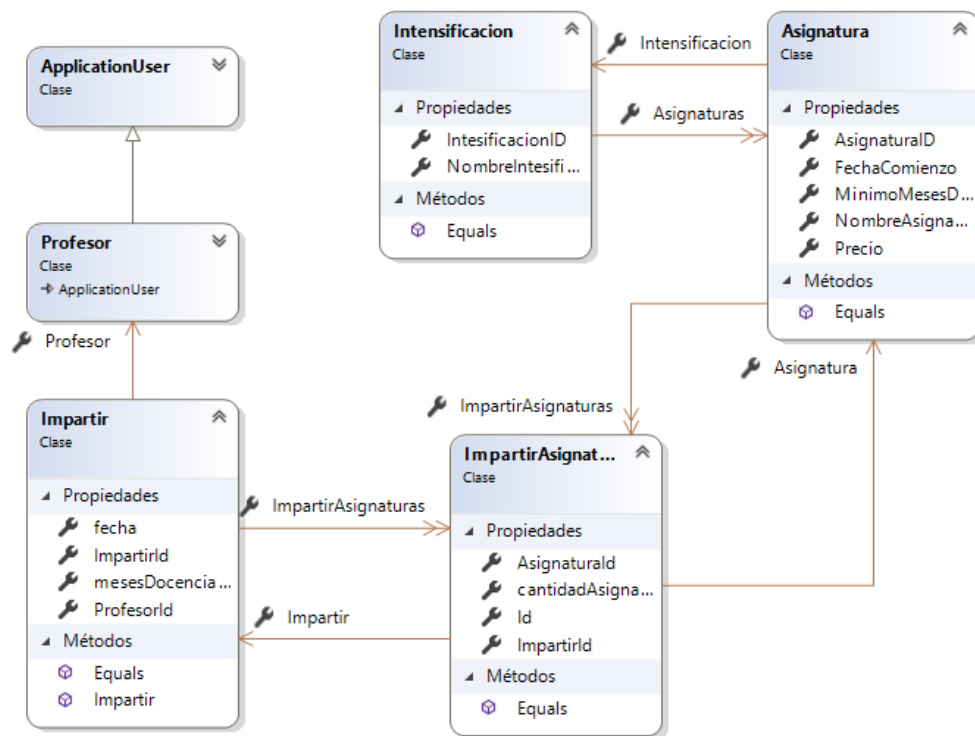 ApplicationUser
Clase
Profesor
Clase
ApplicationUser
Profesor
Impartir
Clase
Propiedades
fecha
ImpartirId
mesesDocencia...
ProfesorId
Métodos
Equals
Impartir
Intensificacion
Clase
Propiedades
IntesificacionID
NombreIntesifi...
Métodos
Equals
Intensificacion
Asignaturas
Asignatura
Clase
Propiedades
AsignaturaID
FechaComienzo
MinimoMesesD...
NombreAsigna...
Precio
Métodos
Equals
Asignatura
ImpartirAsignaturas
ImpartirAsignaturas
Impartir
ImpartirAsignat...
Clase
Propiedades
AsignaturaId
cantidadAsigna...
Id
ImpartirId
Métodos
Equals